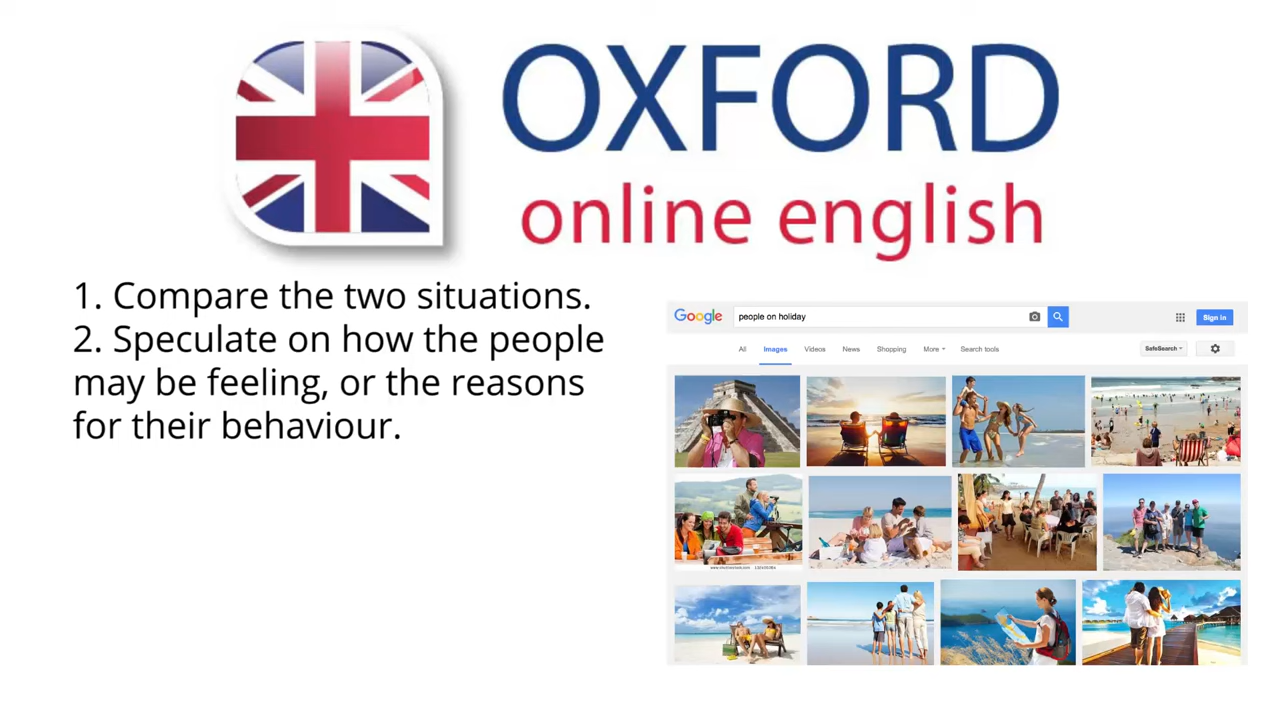 OXFORD
online english
1. Compare the two situations.
2. Speculate on how the people
may be feeling, or the reasons
for their behaviour.
Google
people on holiday
Sign in
All Images Videos News Shopping More Search tools
SafeSearch